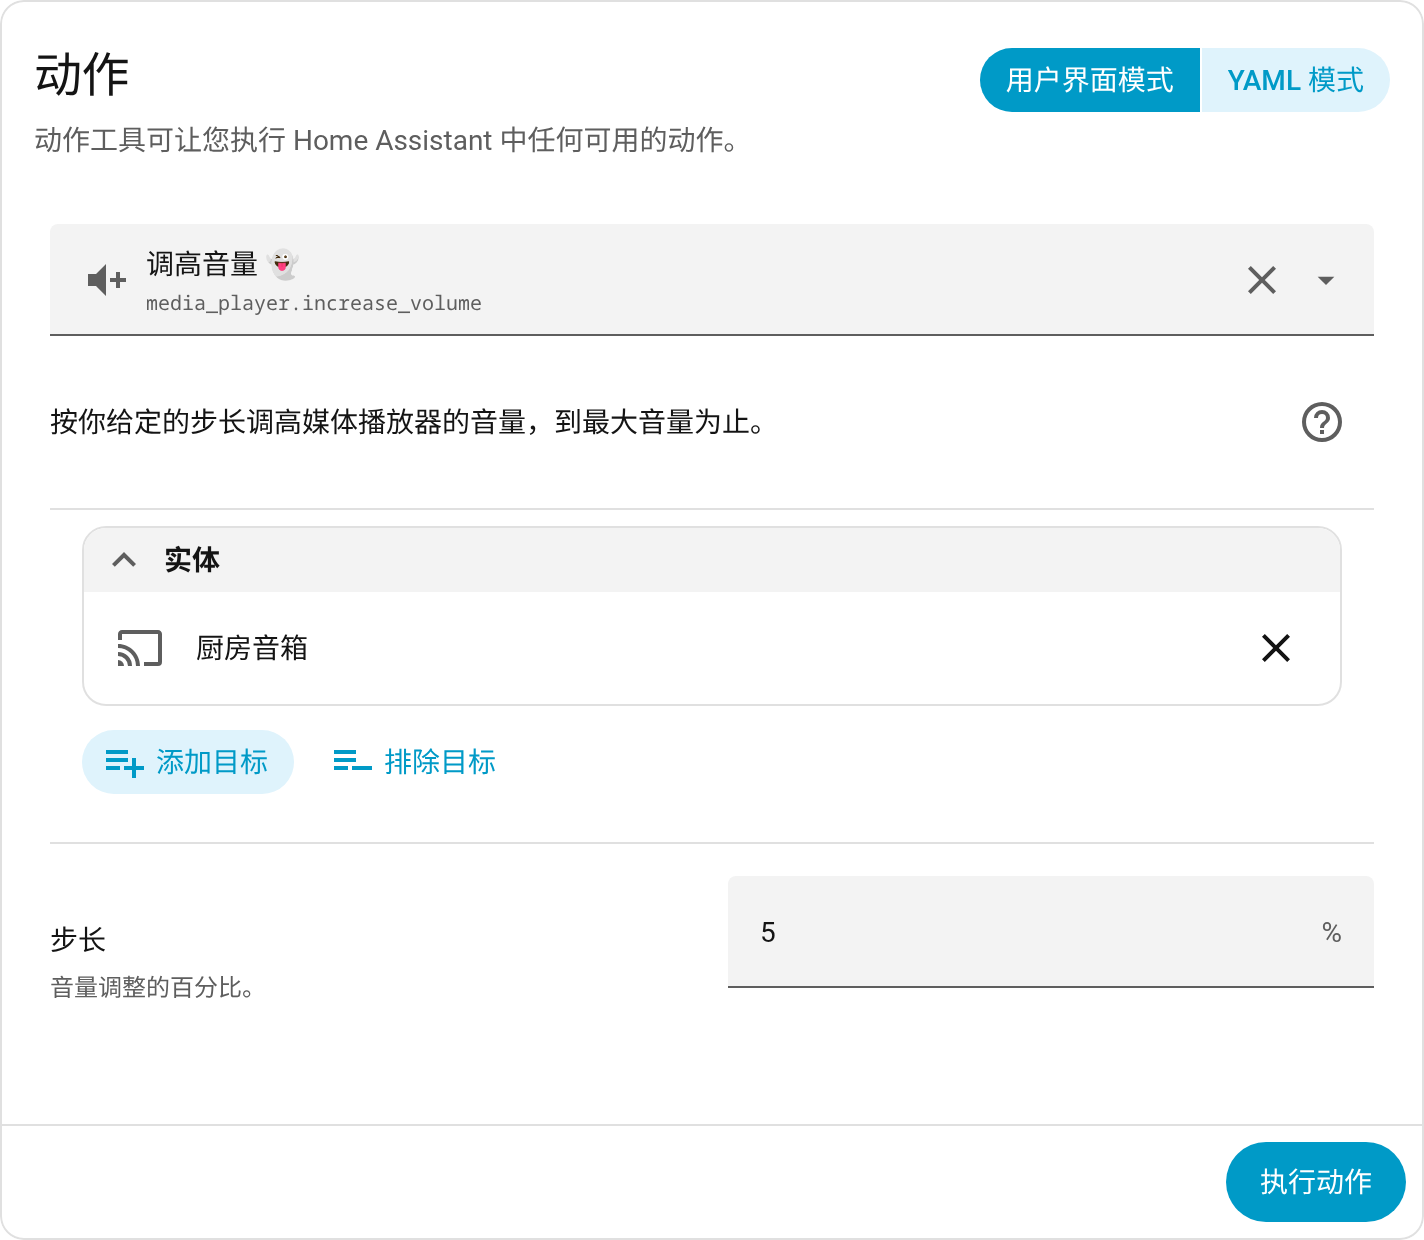 动作
用户界面模式
YAML 模式
动作工具可让您执行 Home Assistant 中任何可用的动作。
调高音量 👻
media_player.increase_volume
按你给定的步长调高媒体播放器的音量，到最大音量为止。
实体
厨房音箱
添加目标
排除目标
步长
音量调整的百分比。
5
%
执行动作